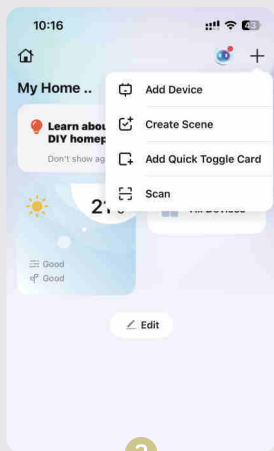 10:16
43
My Home ..
Add Device
Create Scene
Add Quick Toggle Card
Scan
Learn abou
DIY homep
Don't show ag
21
Good
Good
Edit
2